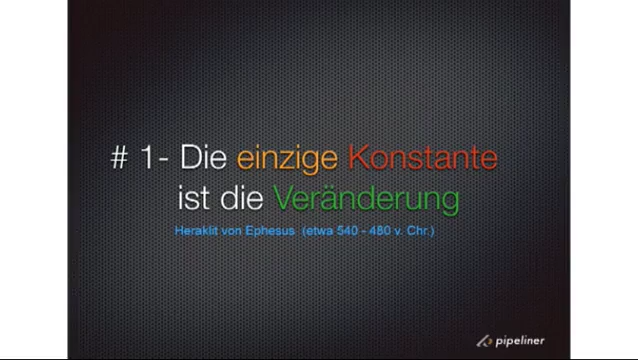 # 1- Die einzige Konstante
ist die Veränderung
Heraklit von Ephesus (etwa 540 - 480 v. Chr.)
pipeliner